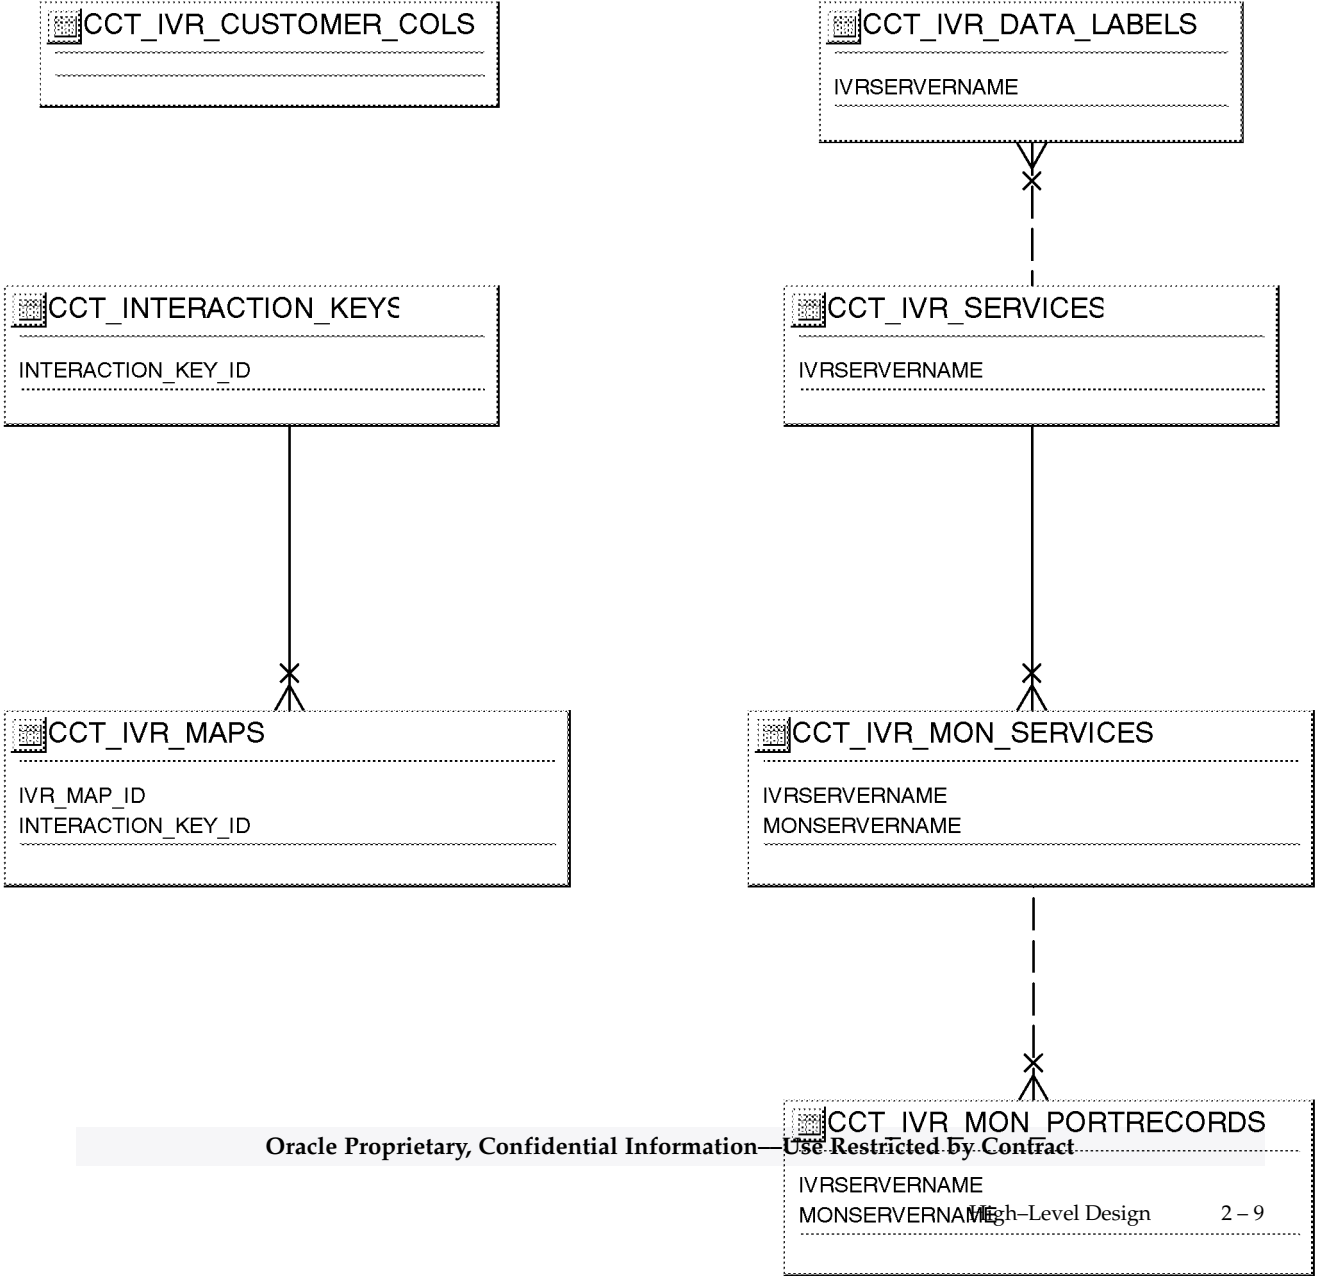 CCT_IVR_CUSTOMER_COLS
CCT_IVR_DATA_LABELS
IVRSERVERNAME
CCT_INTERACTION_KEYS
INTERACTION_KEY_ID
CCT_IVR_SERVICES
IVRSERVERNAME
CCT_IVR_MAPS
IVR_MAP_ID
INTERACTION_KEY_ID
CCT_IVR_MON_SERVICES
IVRSERVERNAME
MONSERVERNAME
CCT_IVR_MON_PORTRECORDS
Oracle Proprietary, Confidential Information—Use Restricted by Contract
IVRSERVERNAME
MONSERVERNAME
High–Level Design 2–9